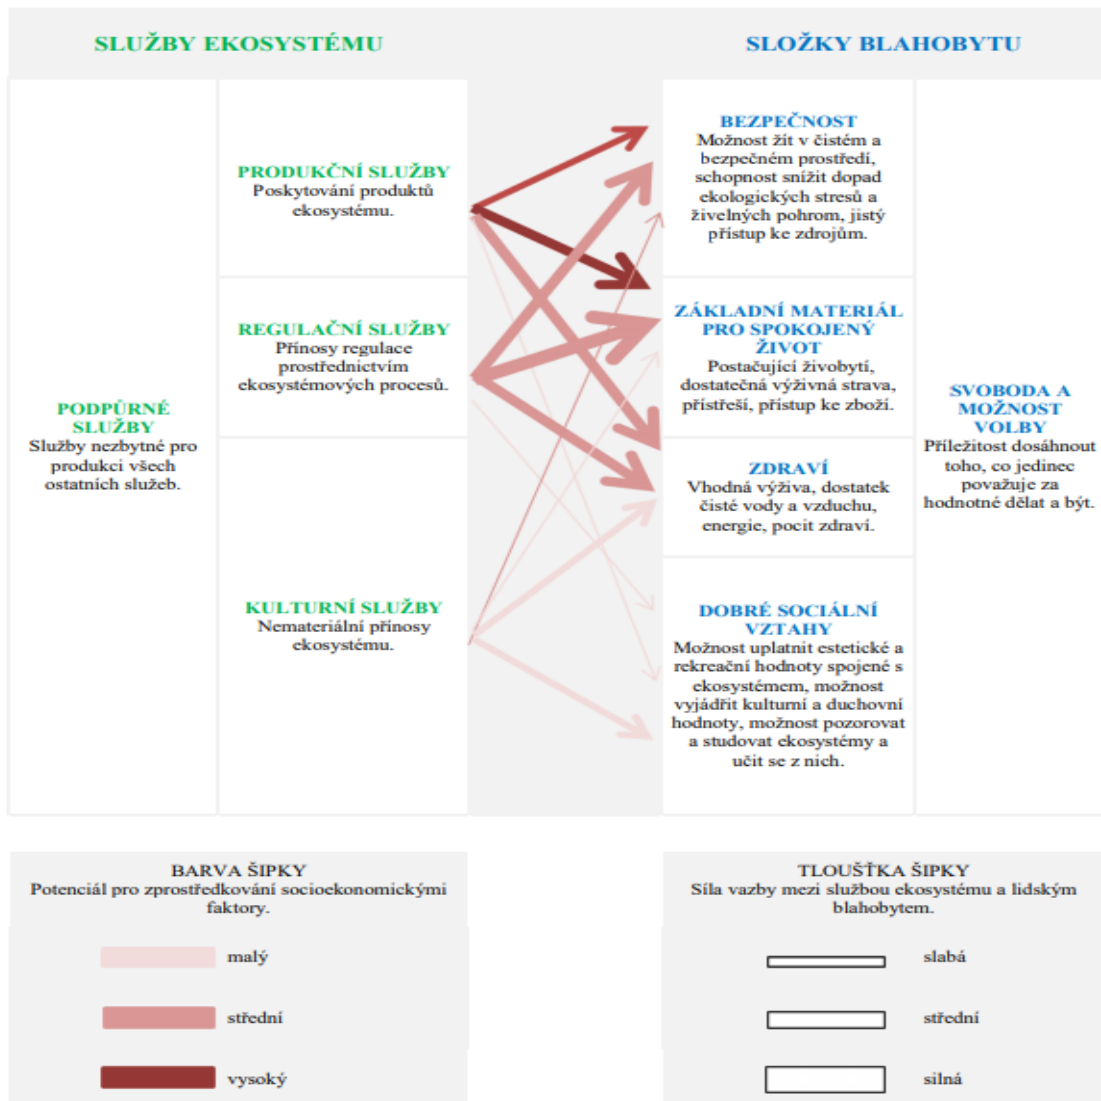 SLUŽBY EKOSYSTÉMU
SLOŽKY BLAHOBYTU
PODPŮRNÉ
SLUŽBY
Služby nezbytné pro
produkci všech
ostatních služeb.
PRODUKČNÍ SLUŽBY
Poskytování produktů
ekosystému.
REGULAČNÍ SLUŽBY
Přínosy regulace
prostřednictvím
ekosystémových procesů.
KULTURNÍ SLUŽBY
Nemateriální přínosy
ekosystému.
BEZPEČNOST
Možnost žít v čistém a
bezpečném prostředí,
schopnost snížit dopad
ekologických stresů a
živelných pohrom, jistý
přístup ke zdrojům.
ZÁKLADNÍ MATERIÁL
PRO SPOKOJENÝ
ŽIVOT
Postačující živobytí,
dostatečná výživná strava,
přístřeší, přístup ke zboží.
ZDRAVÍ
Vhodná výživa, dostatek
čisté vody a vzduchu,
energie, pocit zdraví.
DOBRÉ SOCIÁLNÍ
VZTAHY
Možnost uplatnit estetické a
rekreační hodnoty spojené s
ekosystémem, možnost
vyjádřit kulturní a duchovní
hodnoty, možnost pozorovat
a studovat ekosystémy a
učit se z nich.
SVOBODA A
MOŽNOST
VOLBY
Příležitost dosáhnout
toho, co jedinec
považuje za
hodnotné dělat a být.
BARVA ŠIPKY
Potenciál pro zprostředkování socioekonomickými
faktory.
malý
střední
vysoký
TLOUŠŤKA ŠIPKY
Síla vazby mezi službou ekosystému a lidským
blahobytem.
slabá
střední
silná